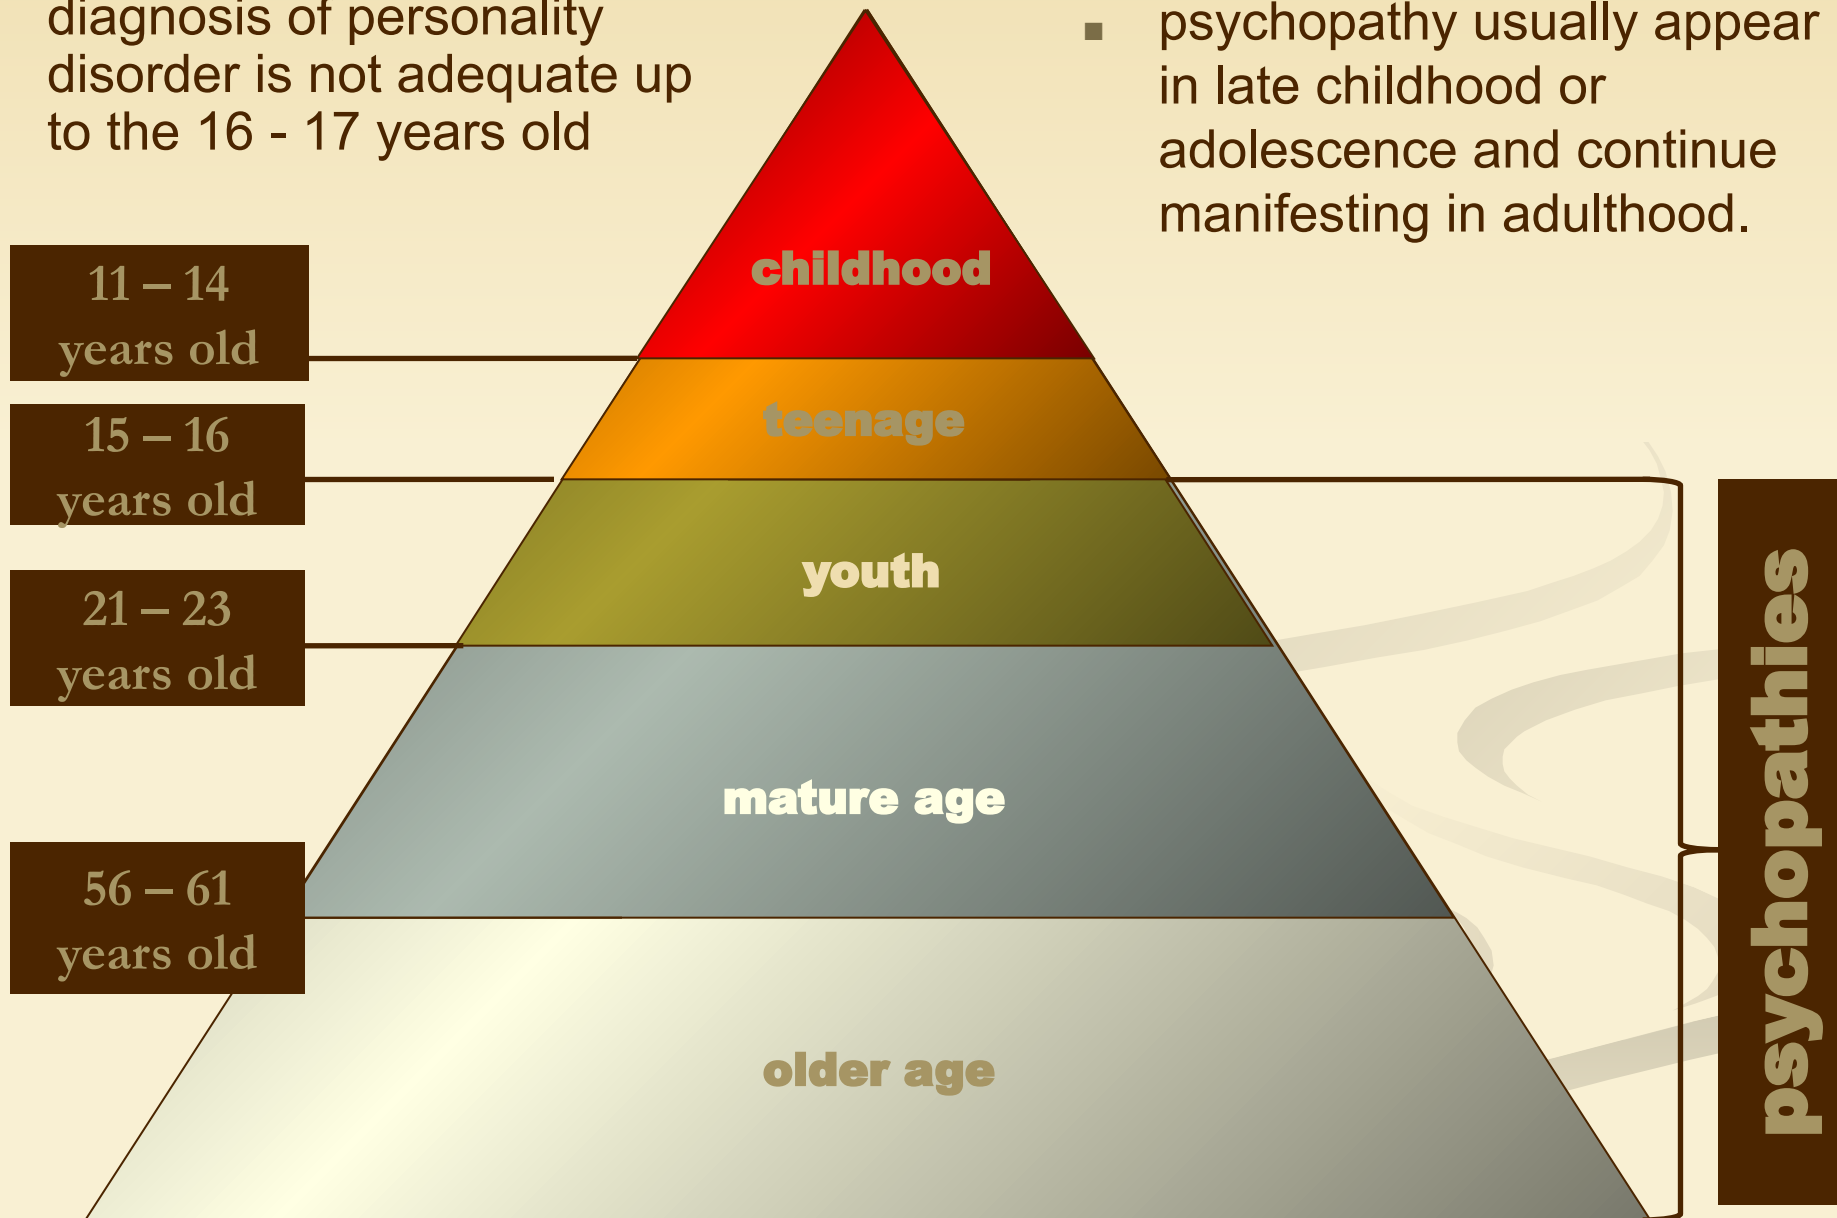 diagnosis of personality
disorder is not adequate up
to the 16 - 17 years old
psychopathy usually appear
in late childhood or
adolescence and continue
manifesting in adulthood.
11 – 14
years old
15 – 16
years old
21 – 23
years old
56 – 61
years old
childhood
teenage
youth
mature age
older age
psychopathies